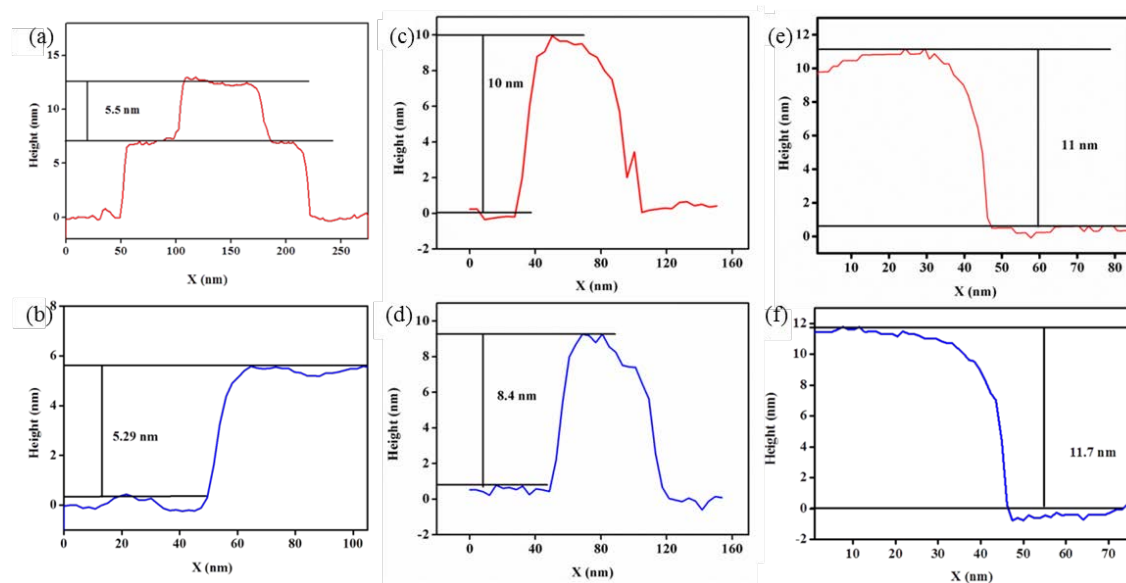 (a)
Height (nm)
15
10
5
0
5.5 nm
0 50 100 150 200 250
X (nm)
(c)
Height (nm)
10
8
6
4
2
0
-2
10 nm
0 40 80 120 160
X (nm)
(e)
Height (nm)
12
10
8
6
4
2
0
11 nm
10 20 30 40 50 60 70 80
X (nm)
(b)
Height (nm)
8
6
4
2
0
5.29 nm
0 20 40 60 80 100
X (nm)
(d)
Height (nm)
10
8
6
4
2
0
-2
8.4 nm
0 40 80 120 160
X (nm)
(f)
Height (nm)
12
10
8
6
4
2
0
-2
11.7 nm
10 20 30 40 50 60 70
X (nm)